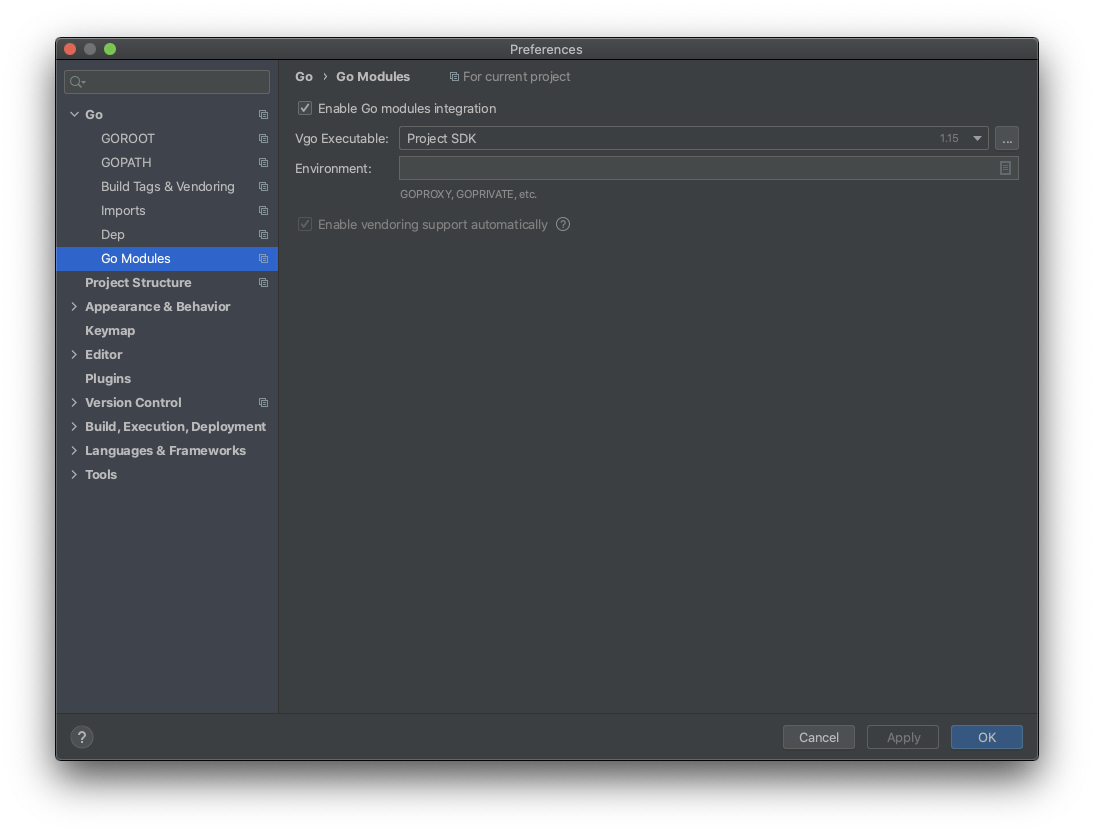 Preferences
Go › Go Modules For current project
Go
GOROOT
GOPATH
Build Tags & Vendoring
Imports
Dep
Go Modules
Project Structure
Appearance & Behavior
Keymap
Editor
Plugins
Version Control
Build, Execution, Deployment
Languages & Frameworks
Tools
Enable Go modules integration
Vgo Executable: Project SDK 1.15 ...
Environment:
GOPROXY, GOPRIVATE, etc.
Enable vendoring support automatically ?
? Cancel Apply OK